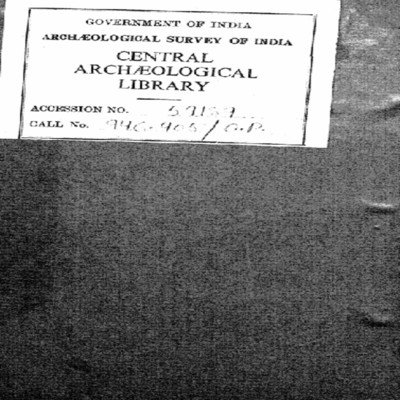 GOVERNMENT OF INDIA
ARCHÆOLOGICAL SURVEY OF INDIA
CENTRAL
ARCHÆOLOGICAL
LIBRARY
ACCESSION NO.
CALL No.